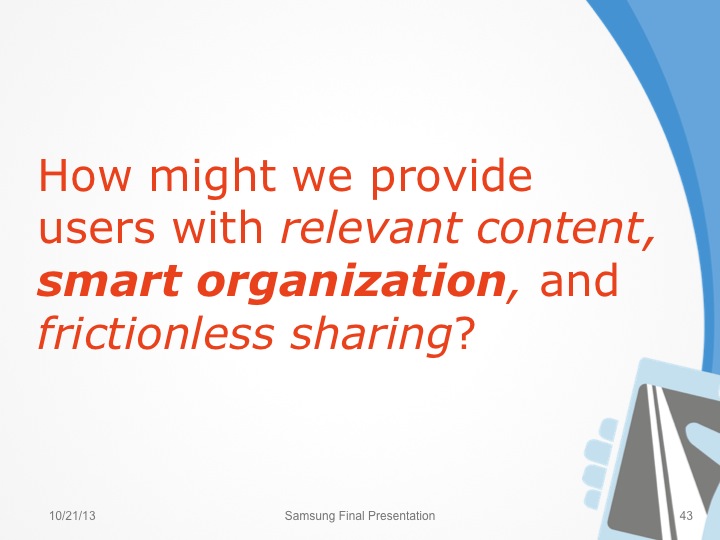 How might we provide
users with relevant content,
smart organization, and
frictionless sharing?
10/21/13
Samsung Final Presentation
43